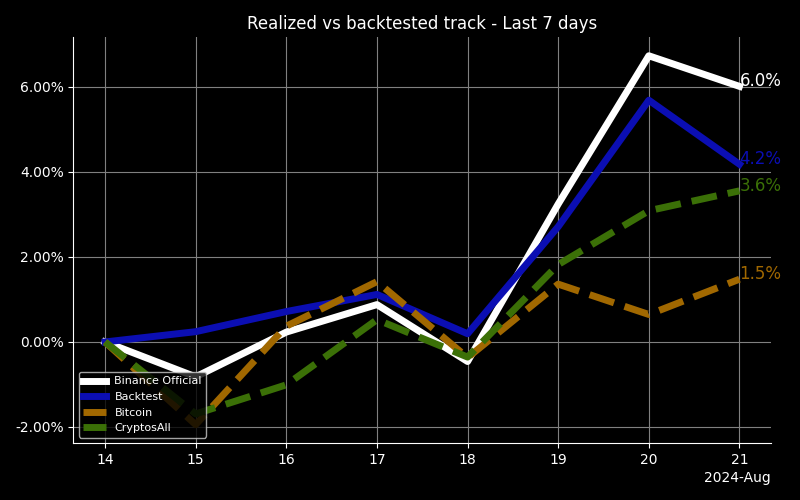 Realized vs backtested track - Last 7 days
6.00%
4.00%
2.00%
0.00%
-2.00%
6.0%
4.2%
3.6%
1.5%
Binance Official
Backtest
Bitcoin
CryptosAll
14 15 16 17 18 19 20 21
2024-Aug